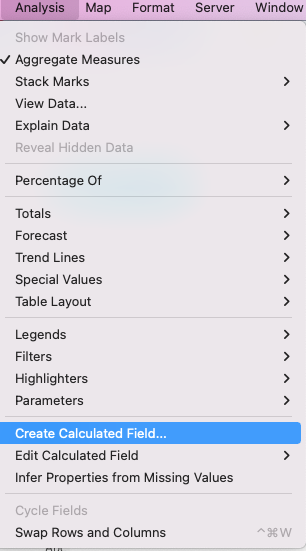 Analysis Map Format Server Window
Show Mark Labels
✓ Aggregate Measures
Stack Marks
View Data...
Explain Data
Reveal Hidden Data
Percentage Of
Totals
Forecast
Trend Lines
Special Values
Table Layout
Legends
Filters
Highlighters
Parameters
Create Calculated Field...
Edit Calculated Field
Infer Properties from Missing Values
Cycle Fields
Swap Rows and Columns ^⌘W